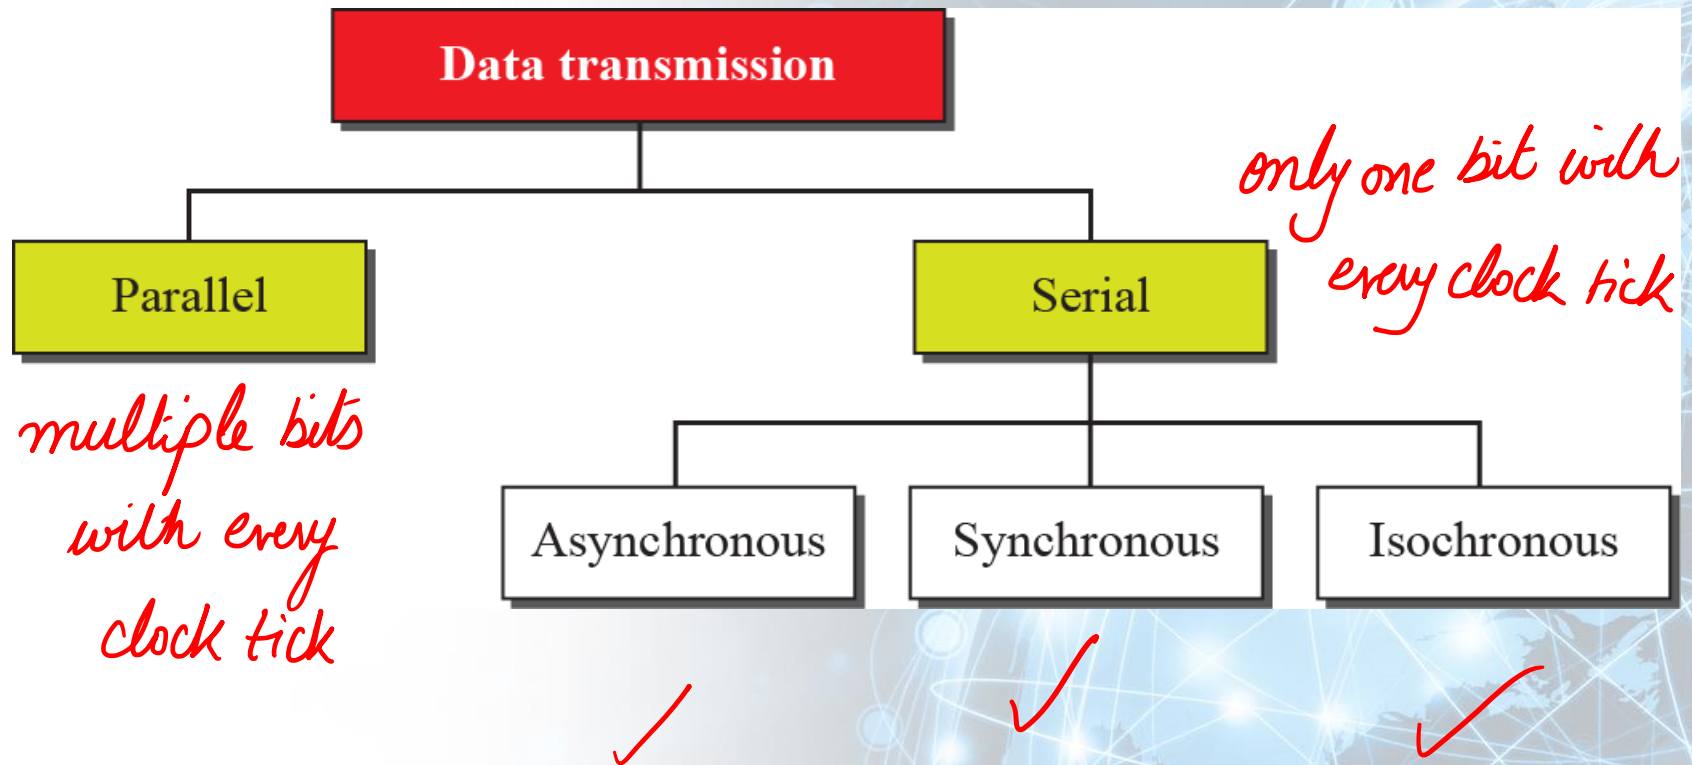 Data transmission
only one bit with
every clock tick
Parallel
Serial
multiple bits
with every
clock tick
Asynchronous
Synchronous
Isochronous